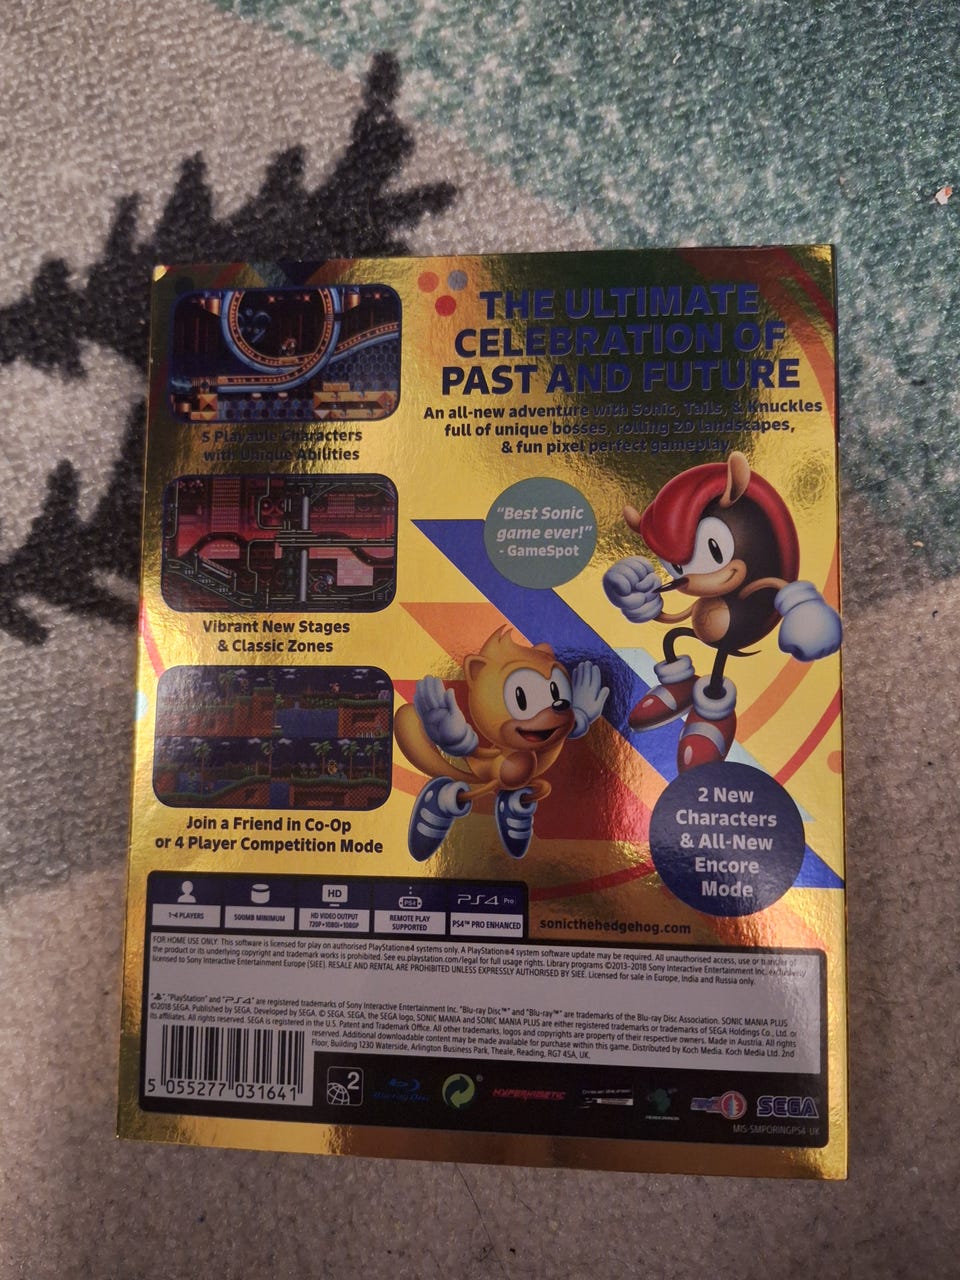 THE ULTIMATE
CELEBRATION OF
PAST AND FUTURE
An all-new adventure with Sonic, Tails, & Knuckles
full of unique bosses, rolling 2D landscapes,
& fun pixel perfect gameplay.
5 Playable Characters
with Unique Abilities
"Best Sonic
game ever!"
- GameSpot
Vibrant New Stages
& Classic Zones
2 New
Characters
& All-New
Encore
Mode
Join a Friend in Co-Op
or 4 Player Competition Mode
1-4 PLAYERS
500MB MINIMUM
HD
HD VIDEO OUTPUT
720P•1080i•1080P
PS4
REMOTE PLAY
SUPPORTED
PS4 Pro
PS4™ PRO ENHANCED
sonicthehedgehog.com
FOR HOME USE ONLY: This software is licensed for play on authorised PlayStation®4 systems only. A PlayStation®4 system software update may be required. All unauthorised access, use or transfer of
the product or its underlying copyright and trademark works is prohibited. See eu.playstation.com/legal for full usage rights. Library programs ©2013-2018 Sony Interactive Entertainment Inc. exclusively
licensed to Sony Interactive Entertainment Europe (SIEE). RESALE AND RENTAL ARE PROHIBITED UNLESS EXPRESSLY AUTHORISED BY SIEE. Licensed for sale in Europe, India and Russia only.
"PlayStation" and "PS4" are registered trademarks of Sony Interactive Entertainment Inc. "Blu-ray Disc™" and "Blu-ray™" are trademarks of the Blu-ray Disc Association. SONIC MANIA PLUS
©2018 SEGA. Published by SEGA. Developed by SEGA. © SEGA. SEGA, the SEGA logo, SONIC MANIA and SONIC MANIA PLUS are either registered trademarks or trademarks of SEGA Holdings Co., Ltd. or
its affiliates. All rights reserved. SEGA is registered in the U.S. Patent and Trademark Office. All other trademarks, logos and copyrights are property of their respective owners. Made in Austria. All rights
reserved. Additional downloadable content may be made available for purchase within this game. Distributed by Koch Media. Koch Media Ltd. 2nd
Floor, Building 1230 Waterside, Arlington Business Park, Theale, Reading, RG7 4SA, UK.
5 055277 031641
2
Blu-ray Disc
®
HYPERKINETIC
SEGA
MIS-SMPORINGPS4-UK